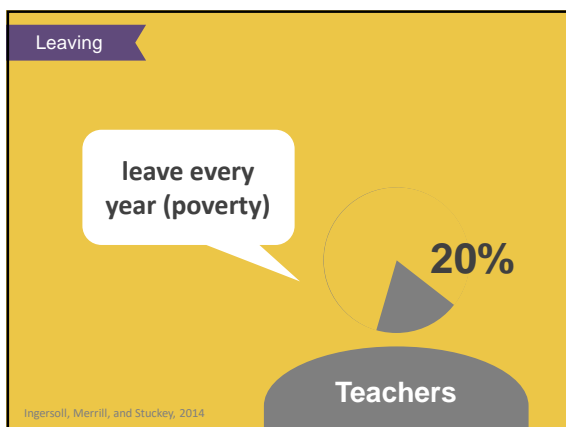 Leaving
leave every
year (poverty)
20%
Teachers
Ingersoll, Merrill, and Stuckey, 2014